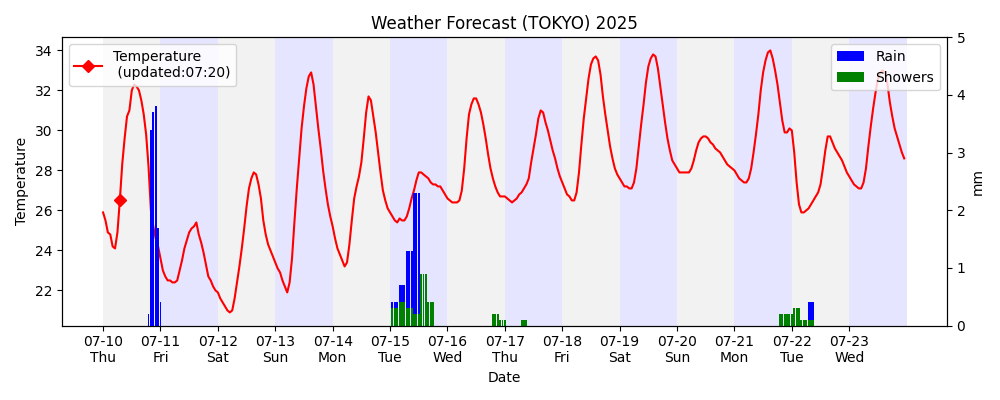 Weather Forecast (TOKYO) 2025
Temperature
(updated:07:20)
Rain
Showers
34
32
30
28
26
24
22
Temperature
5
4
3
2
1
0
mm
07-10 07-11 07-12 07-13 07-14 07-15 07-16 07-17 07-18 07-19 07-20 07-21 07-22 07-23
Thu Fri Sat Sun Mon Tue Wed Thu Fri Sat Sun Mon Tue Wed
Date